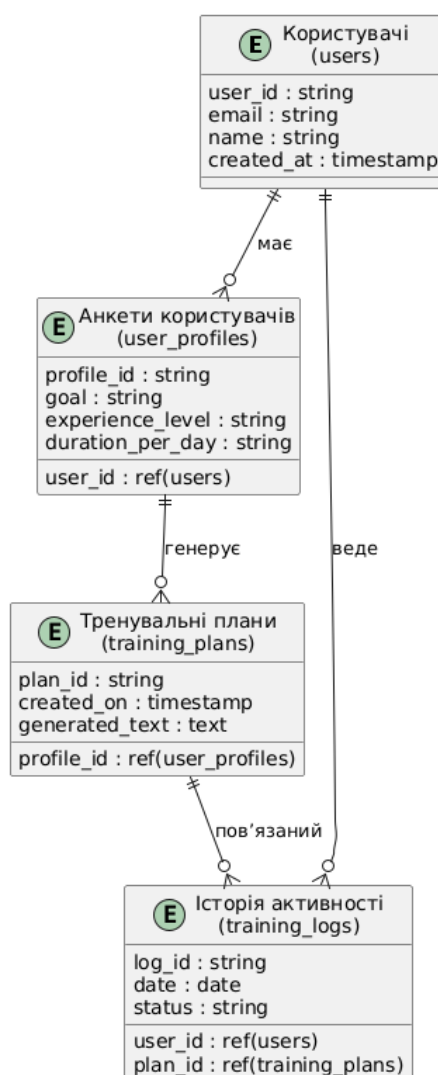 E
Користувачі
(users)
user_id : string
email : string
name : string
created_at : timestamp
має
E
Анкети користувачів
(user_profiles)
profile_id : string
goal : string
experience_level : string
duration_per_day : string
user_id : ref(users)
генерує
веде
E
Тренувальні плани
(training_plans)
plan_id : string
created_on : timestamp
generated_text : text
profile_id : ref(user_profiles)
пов’язаний
E
Історія активності
(training_logs)
log_id : string
date : date
status : string
user_id : ref(users)
plan_id : ref(training_plans)